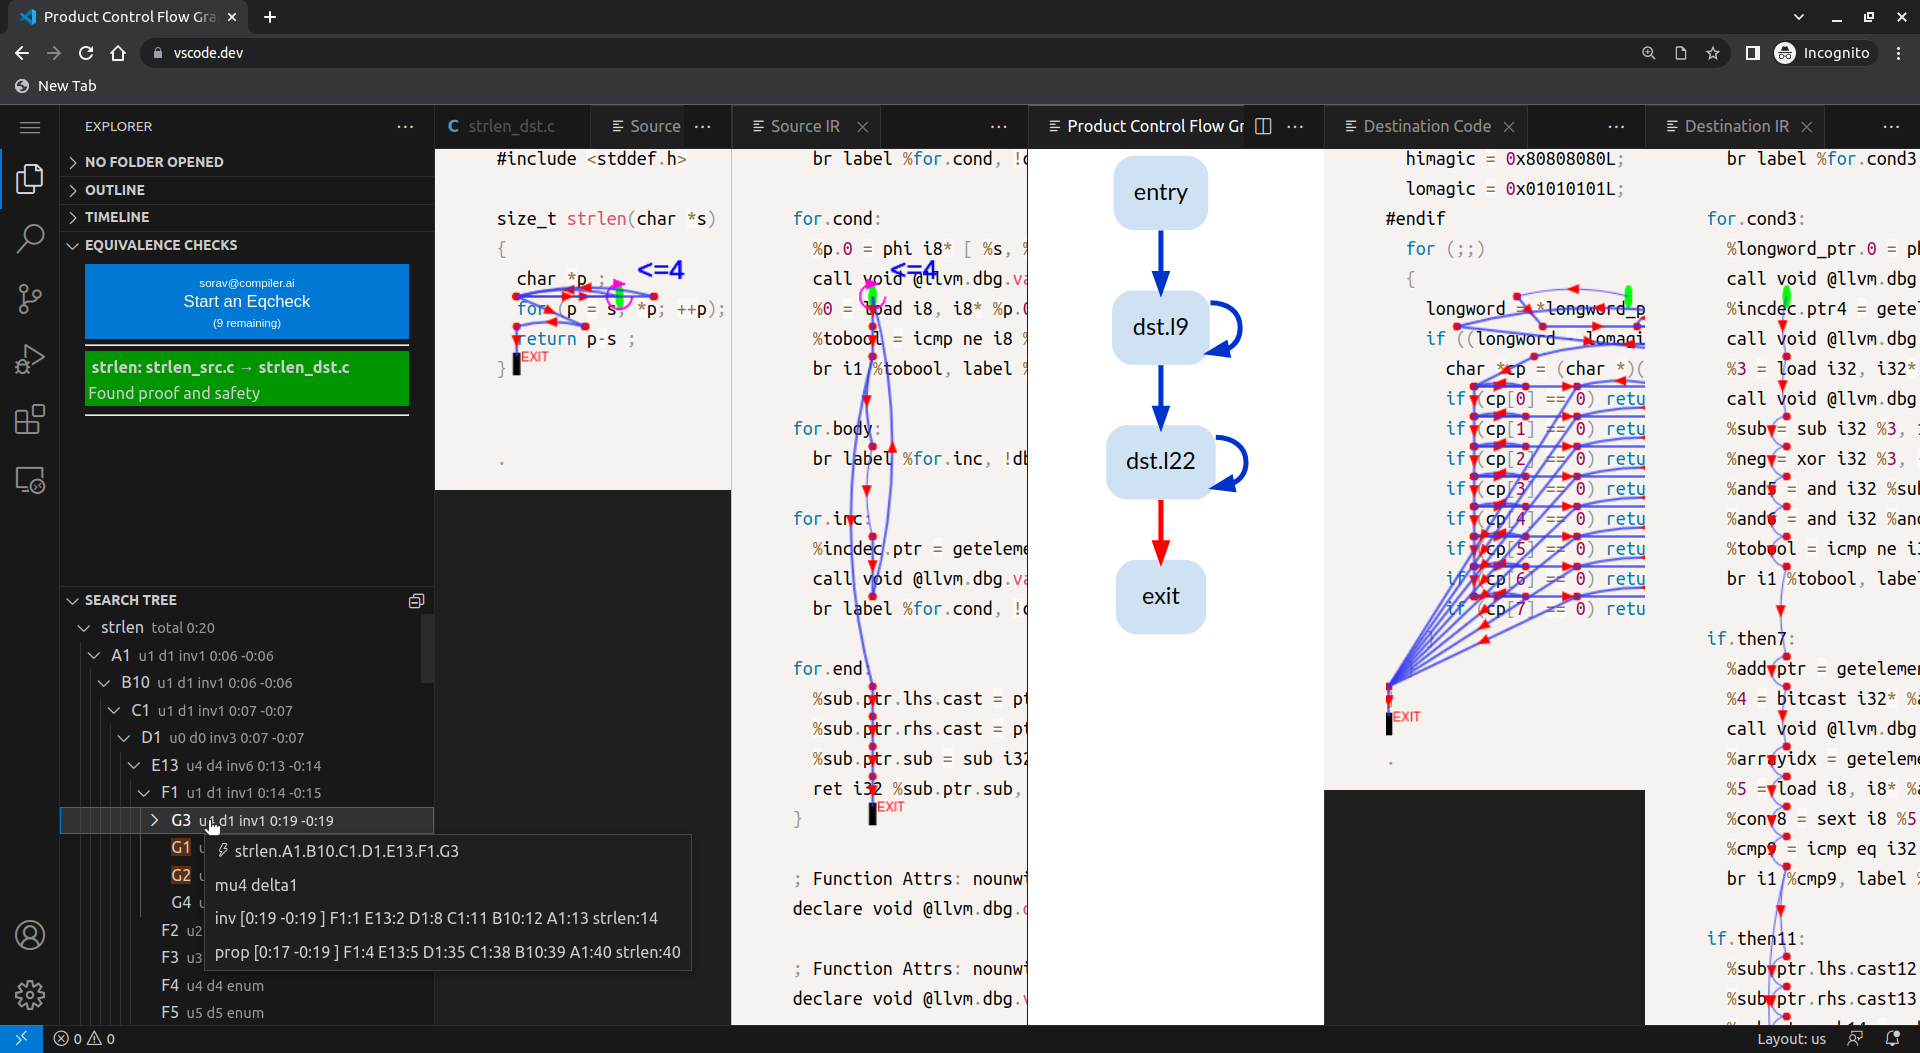 Product Control Flow Gra
vscode.dev
Incognito
New Tab
EXPLORER
NO FOLDER OPENED
OUTLINE
TIMELINE
EQUIVALENCE CHECKS
sorav@compiler.ai
Start an Eqcheck
(9 remaining)
strlen: strlen_src.c → strlen_dst.c
Found proof and safety
SEARCH TREE
strlen total 0:20
A1 u1 d1 inv1 0:06 -0:06
B10 u1 d1 inv1 0:06 -0:06
C1 u1 d1 inv1 0:07 -0:07
D1 u0 d0 inv3 0:07 -0:07
E13 u4 d4 inv6 0:13 -0:14
F1 u1 d1 inv1 0:14 -0:15
G3 u1 d1 inv1 0:19 -0:19
G1 u
G2 u
G4 u
F2 u2
F3 u3
F4 u4 d4 enum
F5 u5 d5 enum
strlen.A1.B10.C1.D1.E13.F1.G3
mu4 delta1
inv [0:19 -0:19 ] F1:1 E13:2 D1:8 C1:11 B10:12 A1:13 strlen:14
prop [0:17 -0:19 ] F1:4 E13:5 D1:35 C1:38 B10:39 A1:40 strlen:40
C strlen_dst.c
Source
#include <stddef.h>
size_t strlen(char *s)
{
char *p ;
<=4
for (p = s; *p; ++p);
return p-s ;
EXIT
}
.
Source IR
br label %for.cond, !d
for.cond:
%p.0 = phi i8* [ %s, %
call void @llvm.dbg.va
<=4
%0 = load i8, i8* %p.0
%tobool = icmp ne i8 %
br i1 %tobool, label %
for.body:
br label %for.inc, !db
for.inc:
%incdec.ptr = geteleme
call void @llvm.dbg.va
br label %for.cond, !d
for.end:
%sub.ptr.lhs.cast = pt
%sub.ptr.rhs.cast = pt
%sub.ptr.sub = sub i32
ret i32 %sub.ptr.sub,
EXIT
}
; Function Attrs: nounwi
declare void @llvm.dbg.d
; Function Attrs: nounwi
declare void @llvm.dbg.v
Product Control Flow Gr
entry
dst.l9
dst.l22
exit
Destination Code
himagic = 0x80808080L;
lomagic = 0x01010101L;
#endif
for (;;)
{
longword = *longword_p
if ((longword - lomagi
char *cp = (char *)(
if (cp[0] == 0) retu
if (cp[1] == 0) retu
if (cp[2] == 0) retu
if (cp[3] == 0) retu
if (cp[4] == 0) retu
if (cp[5] == 0) retu
if (cp[6] == 0) retu
if (cp[7] == 0) retu
}
EXIT
.
Destination IR
br label %for.cond3
for.cond3:
%longword_ptr.0 = ph
call void @llvm.dbg
%incdec.ptr4 = gete
call void @llvm.dbg
%3 = load i32, i32*
call void @llvm.dbg
%sub = sub i32 %3, 1
%neg = xor i32 %3,
%and5 = and i32 %sub
%and6 = and i32 %and
%tobool = icmp ne i
br i1 %tobool, label
if.then7:
%add.ptr = getelemen
%4 = bitcast i32* %a
call void @llvm.dbg
%arrayidx = getelem
%5 = load i8, i8* %a
%conv8 = sext i8 %5
%cmp9 = icmp eq i32
br i1 %cmp9, label %
if.then11:
%sub.ptr.lhs.cast12
%sub.ptr.rhs.cast13
0 0
Layout: us